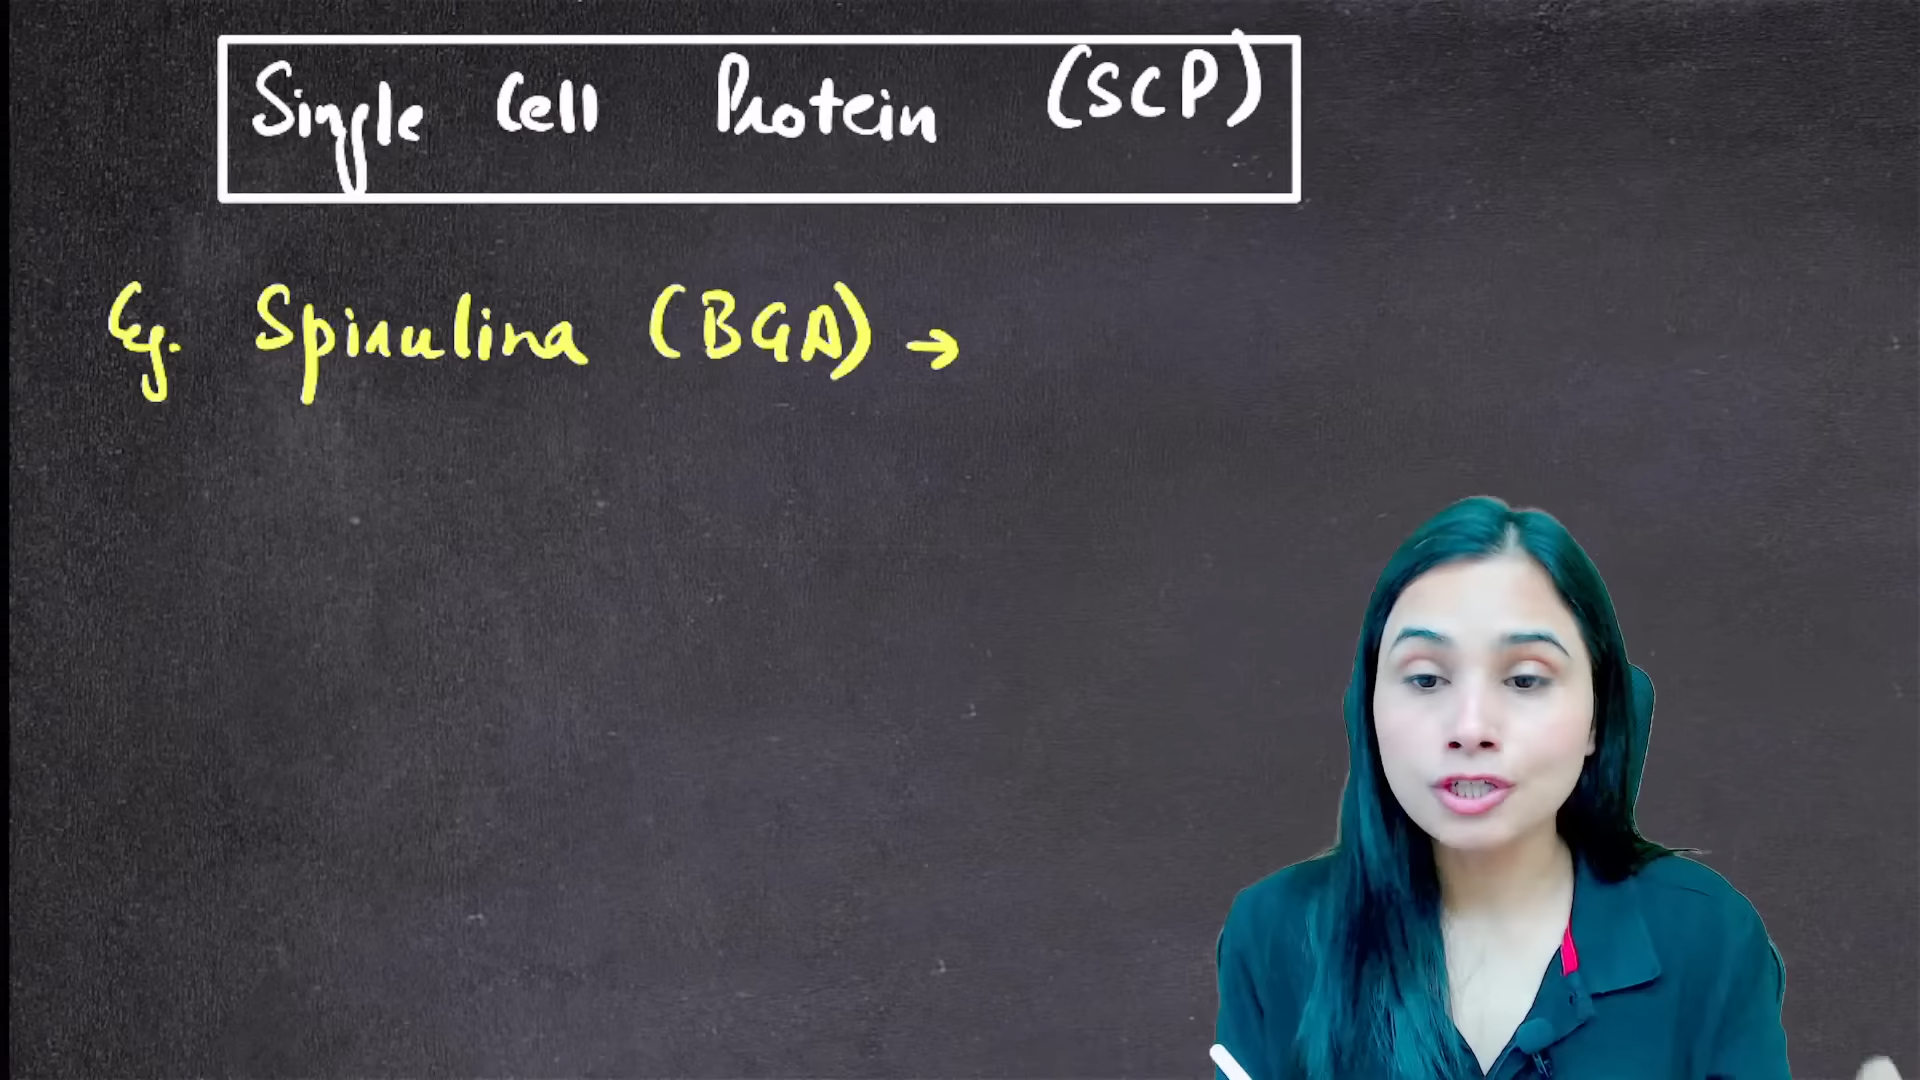 Single Cell Protein (SCP)
Eg. Spirulina (BGA) →